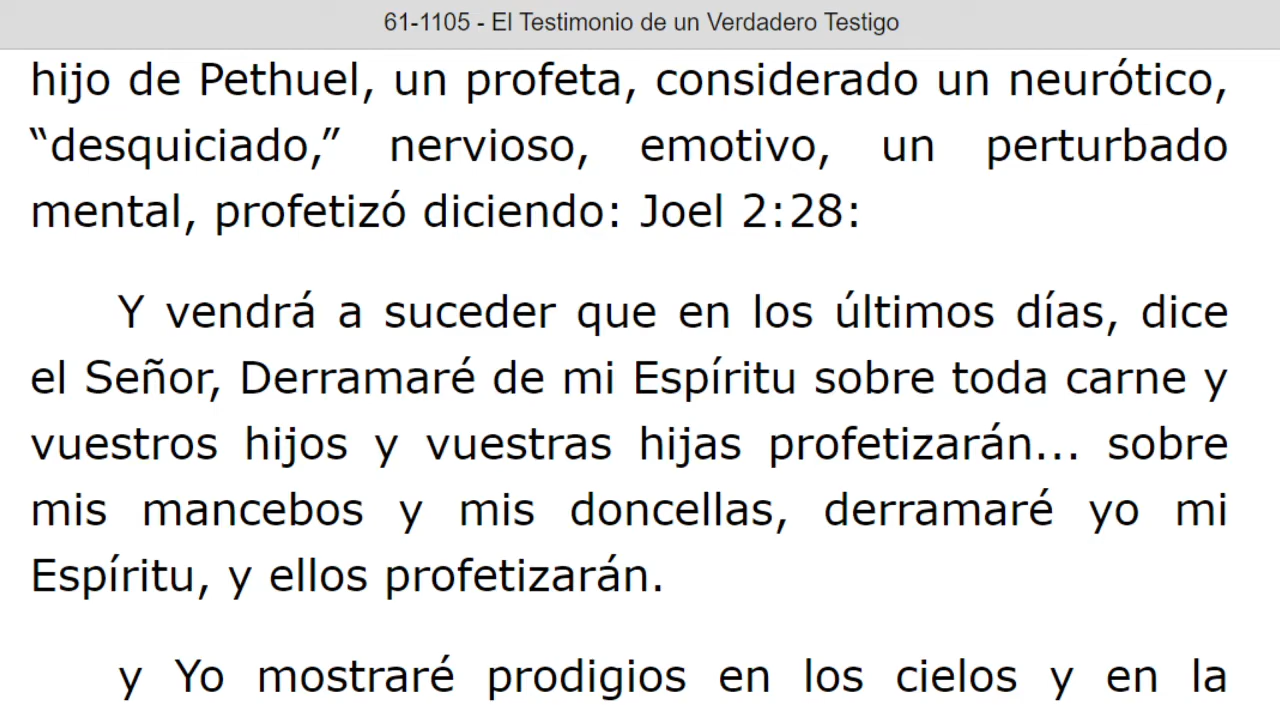 61-1105 - El Testimonio de un Verdadero Testigo
hijo de Pethuel, un profeta, considerado un neurótico,
“desquiciado,” nervioso, emotivo, un perturbado
mental, profetizó diciendo: Joel 2:28:
Y vendrá a suceder que en los últimos días, dice
el Señor, Derramaré de mi Espíritu sobre toda carne y
vuestros hijos y vuestras hijas profetizarán... sobre
mis mancebos y mis doncellas, derramaré yo mi
Espíritu, y ellos profetizarán.
y Yo mostraré prodigios en los cielos y en la